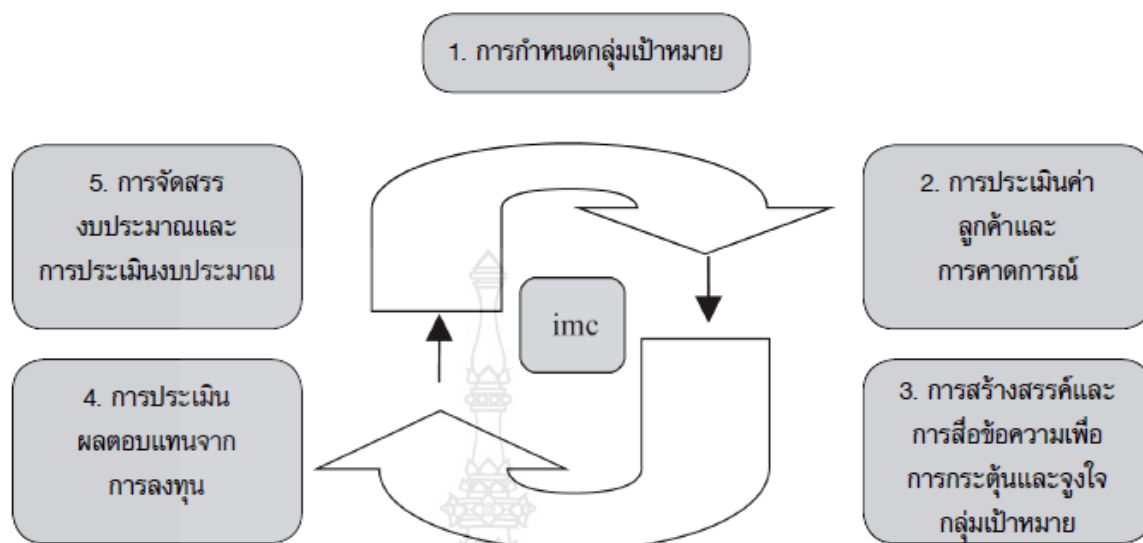 1. การกำหนดกลุ่มเป้าหมาย
5. การจัดสรร
งบประมาณและ
การประเมินงบประมาณ
2. การประเมินค่า
ลูกค้าและ
การคาดการณ์
imc
4. การประเมิน
ผลตอบแทนจาก
การลงทุน
3. การสร้างสรรค์และ
การสื่อข้อความเพื่อ
การกระตุ้นและจูงใจ
กลุ่มเป้าหมาย